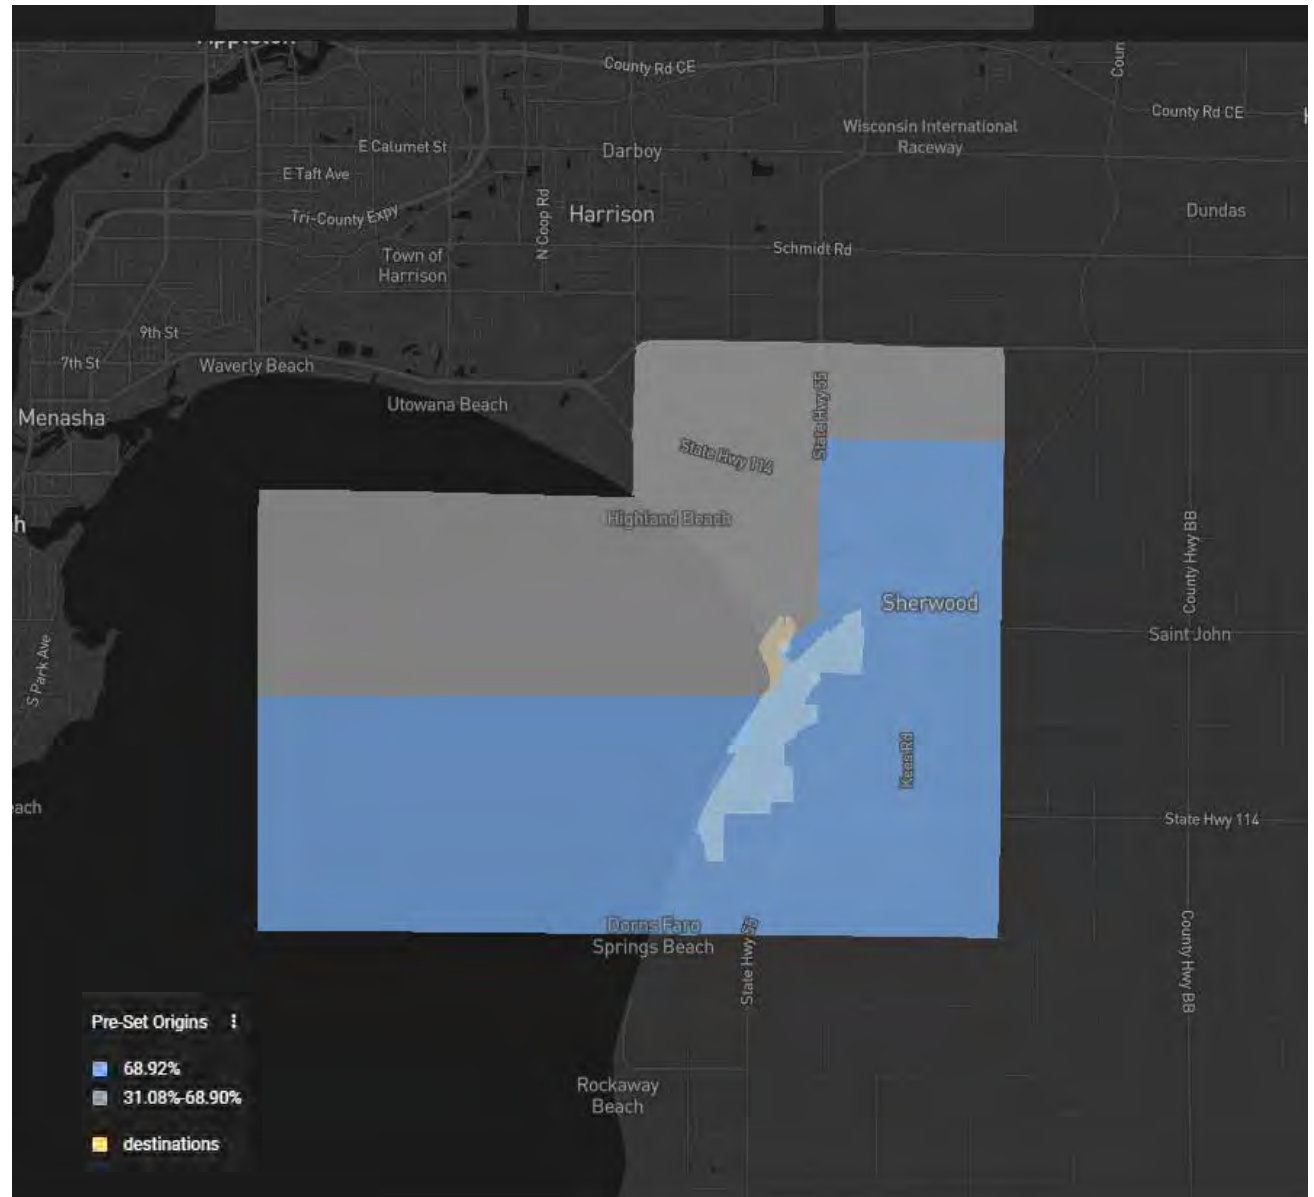 Appleton
County Rd CE
Coun
County Rd CE
Wisconsin International
Raceway
E Calumet St
Darboy
E Taft Ave
Tri-County Expy
N Coop Rd
Harrison
Dundas
Town of
Harrison
Schmidt Rd
9th St
7th St
Waverly Beach
Utowana Beach
Menasha
State Hwy 55
State Hwy 114
h
Highland Beach
County Hwy BB
Sherwood
Saint John
S Park Ave
Kees Rd
each
State Hwy 114
Dorns Faro
Springs Beach
State Hwy 55
County Hwy BB
Pre-Set Origins
68.92%
31.08%-68.90%
destinations
Rockaway
Beach